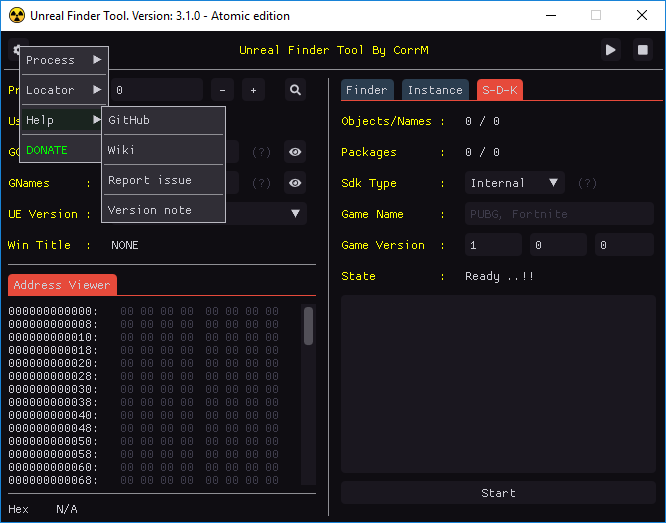 Unreal Finder Tool. Version: 3.1.0 - Atomic edition
Unreal Finder Tool By CorrM
Process
Locator
Help
DONATE
GitHub
Wiki
Report issue
Version note
Pr
0
-
+
Us
GO
(?)
GNames :
(?)
UE Version :
Win Title : NONE
Address Viewer
000000000000: 00 00 00 00 00 00 00 00
000000000008: 00 00 00 00 00 00 00 00
000000000010: 00 00 00 00 00 00 00 00
000000000018: 00 00 00 00 00 00 00 00
000000000020: 00 00 00 00 00 00 00 00
000000000028: 00 00 00 00 00 00 00 00
000000000030: 00 00 00 00 00 00 00 00
000000000038: 00 00 00 00 00 00 00 00
000000000040: 00 00 00 00 00 00 00 00
000000000048: 00 00 00 00 00 00 00 00
000000000050: 00 00 00 00 00 00 00 00
000000000058: 00 00 00 00 00 00 00 00
000000000060: 00 00 00 00 00 00 00 00
000000000068: 00 00 00 00 00 00 00 00
Hex N/A
Finder Instance S-D-K
Objects/Names : 0 / 0
Packages : 0 / 0
Sdk Type : Internal (?)
Game Name : PUBG, Fortnite
Game Version : 1 0 0
State : Ready ..!!
Start